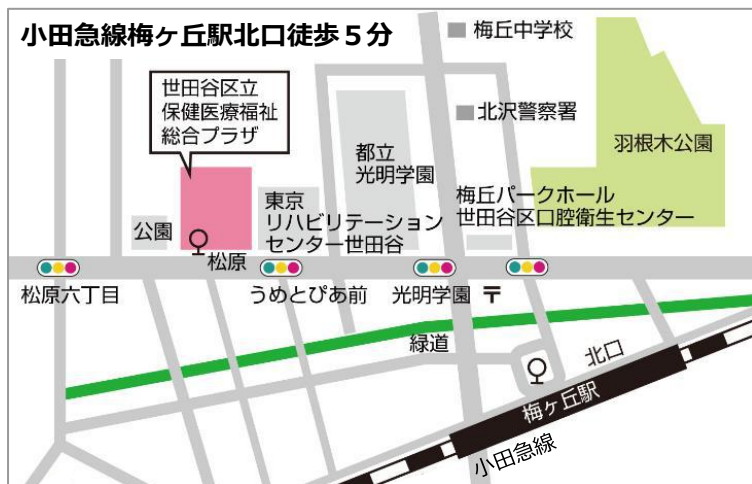 小田急線梅ヶ丘駅北口徒歩５分
梅丘中学校
世田谷区立
保健医療福祉
総合プラザ
北沢警察署
羽根木公園
都立
光明学園
梅丘パークホール
世田谷区口腔衛生センター
東京
リハビリテーション
センター世田谷
公園
松原
松原六丁目
うめとぴあ前
光明学園
〒
緑道
北口
梅ヶ丘駅
小田急線